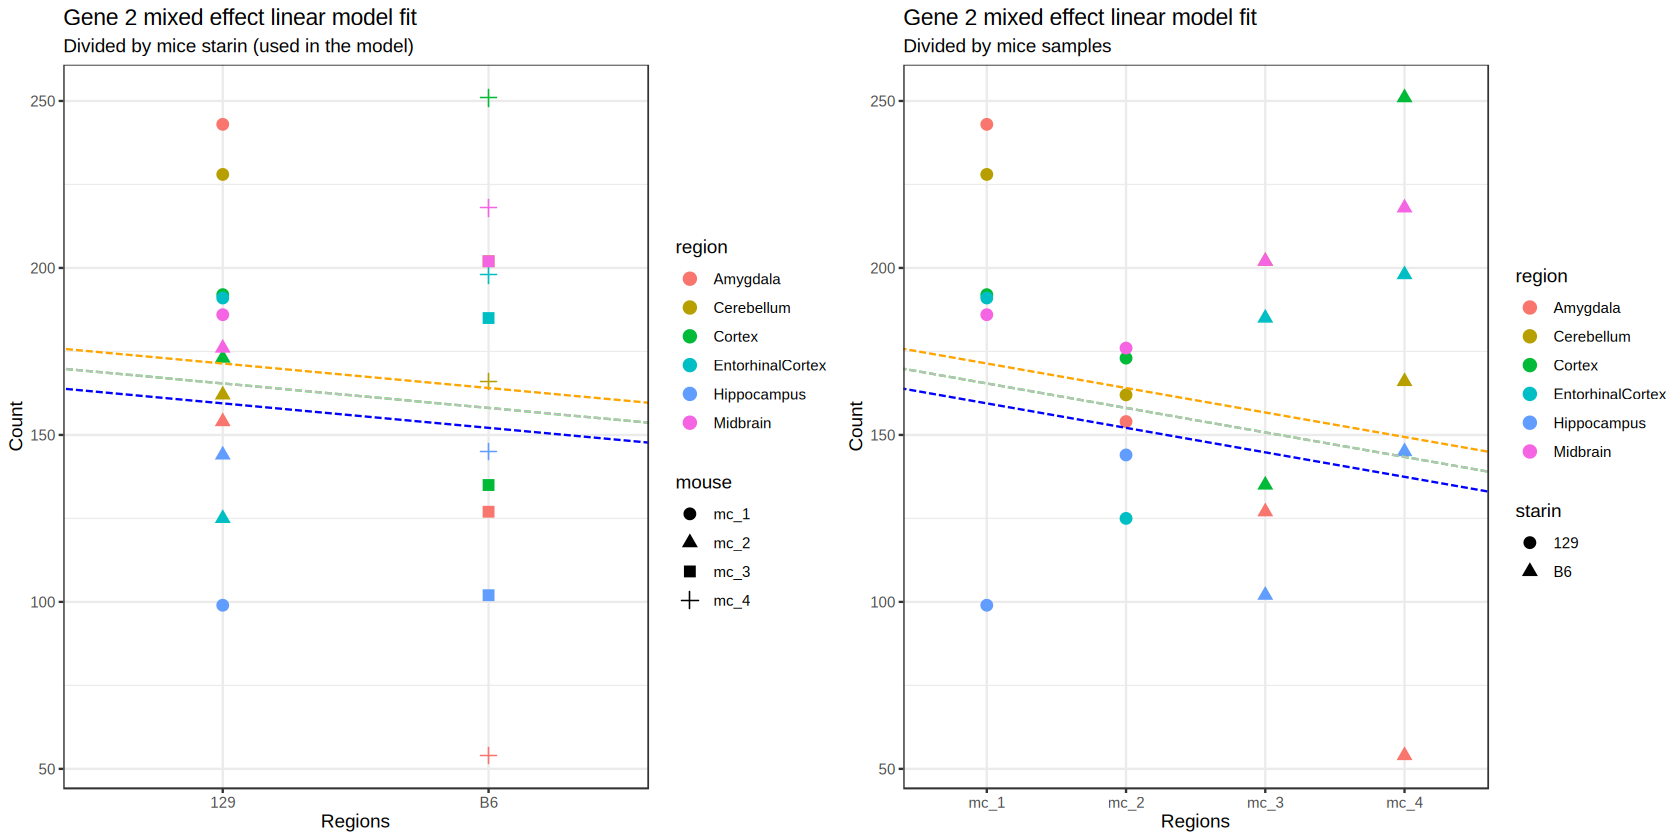 Gene 2 mixed effect linear model fit
Divided by mice starin (used in the model)
250
200
150
100
50
Count
129
B6
Regions
region
Amygdala
Cerebellum
Cortex
EntorhinalCortex
Hippocampus
Midbrain
mouse
mc_1
mc_2
mc_3
mc_4
Gene 2 mixed effect linear model fit
Divided by mice samples
250
200
150
100
50
Count
mc_1
mc_2
mc_3
mc_4
Regions
region
Amygdala
Cerebellum
Cortex
EntorhinalCortex
Hippocampus
Midbrain
starin
129
B6